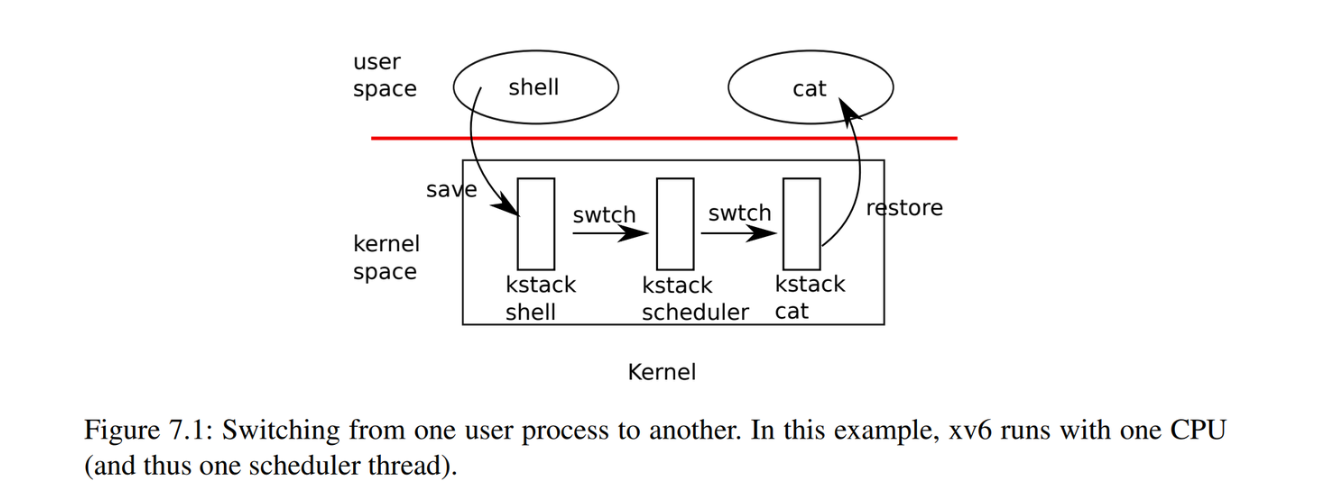 user
space
shell
cat
save
swtch
swtch
restore
kernel
space
kstack
shell
kstack
scheduler
kstack
cat
Kernel
Figure 7.1: Switching from one user process to another. In this example, xv6 runs with one CPU
(and thus one scheduler thread).